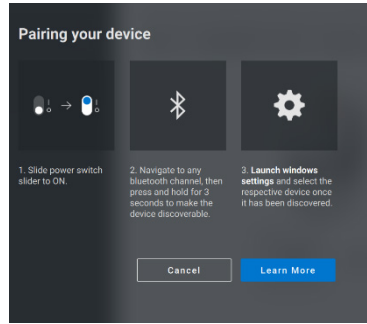 Pairing your device
1. Slide power switch
slider to ON.
2. Navigate to any
bluetooth channel, then
press and hold for 3
seconds to make the
device discoverable.
3. Launch windows
settings and select the
respective device once
it has been discovered.
Cancel
Learn More